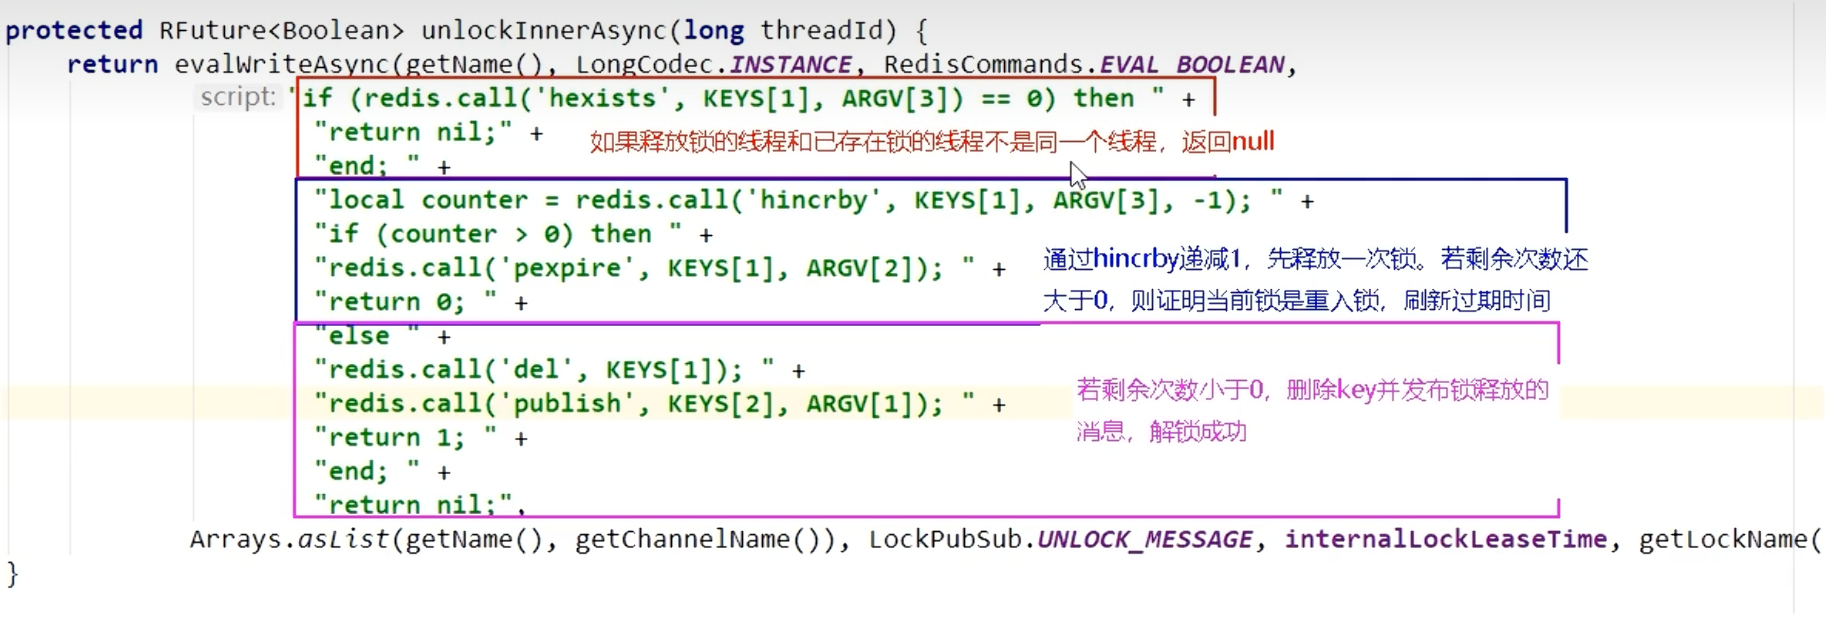 protected RFuture<Boolean> unlockInnerAsync(long threadId) {
return evalWriteAsync(getName(), LongCodec.INSTANCE, RedisCommands.EVAL_BOOLEAN,
script: "if (redis.call('hexists', KEYS[1], ARGV[3]) == 0) then " +
"return nil;" +
如果释放锁的线程和已存在锁的线程不是同一个线程，返回null
"end; " +
"local counter = redis.call('hincrby', KEYS[1], ARGV[3], -1); " +
"if (counter > 0) then " +
"redis.call('pexpire', KEYS[1], ARGV[2]); " +
"return 0; " +
通过hincrby递减1，先释放一次锁。若剩余次数还
大于0，则证明当前锁是重入锁，刷新过期时间
"else " +
"redis.call('del', KEYS[1]); " +
"redis.call('publish', KEYS[2], ARGV[1]); " +
"return 1; " +
若剩余次数小于0，删除key并发布锁释放的
消息，解锁成功
"end; " +
"return nil;",
Arrays.asList(getName(), getChannelName()), LockPubSub.UNLOCK_MESSAGE, internalLockLeaseTime, getLockName(
}